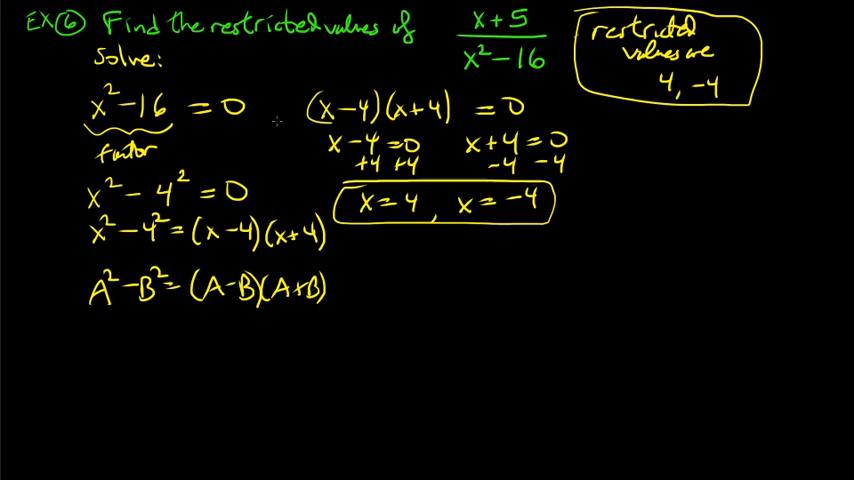 EX ⑥ Find the restricted values of x+5 / x²-16
Solve:
x²-16 = 0
factor
x² - 4² = 0
x² - 4² = (x-4)(x+4)
A² - B² = (A-B)(A+B)
(x-4)(x+4) = 0
x-4=0 x+4=0
+4 +4 -4 -4
x=4, x=-4
restricted
values are
4, -4